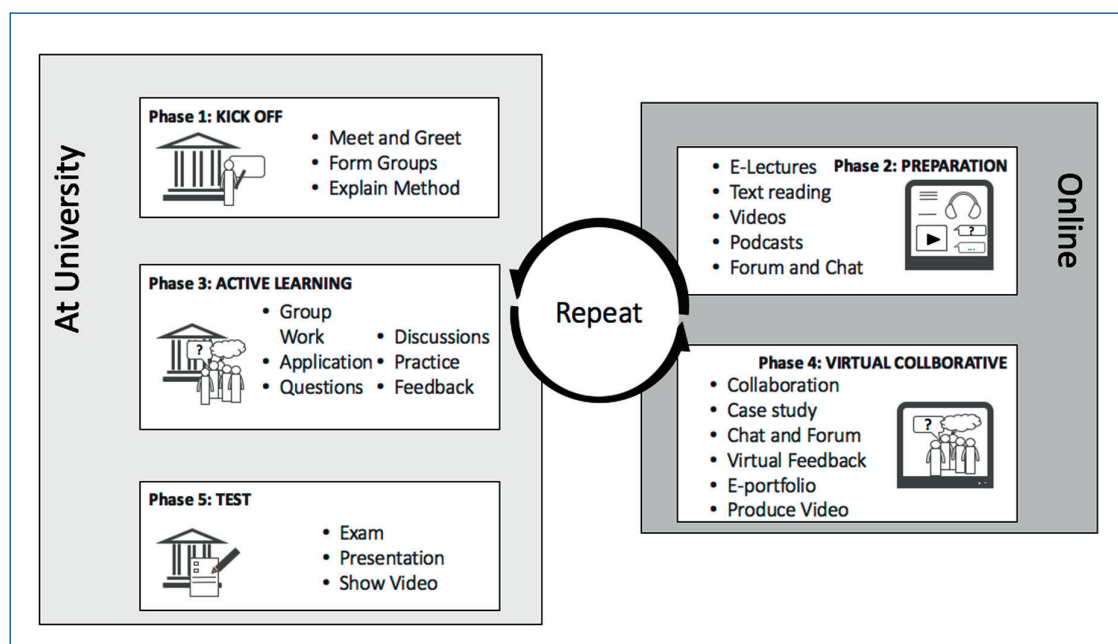 At University
Phase 1: KICK OFF
• Meet and Greet
• Form Groups
• Explain Method
Phase 3: ACTIVE LEARNING
• Group
Work
• Application
• Questions
• Discussions
• Practice
• Feedback
?
Phase 5: TEST
• Exam
• Presentation
• Show Video
Repeat
Online
Phase 2: PREPARATION
• E-Lectures
• Text reading
• Videos
• Podcasts
• Forum and Chat
?
...
Phase 4: VIRTUAL COLLBORATIVE
• Collaboration
• Case study
• Chat and Forum
• Virtual Feedback
• E-portfolio
• Produce Video
?